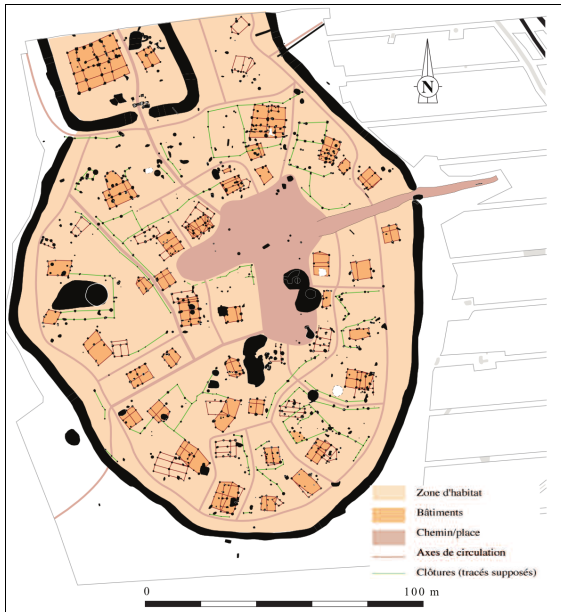 N
Zone d'habitat
Bâtiments
Chemin/place
Axes de circulation
Clôtures (tracés supposés)
0 100 m